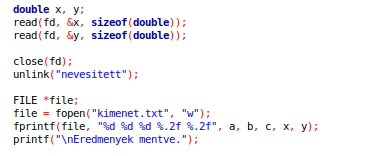 double x, y;
read(fd, &x, sizeof(double));
read(fd, &y, sizeof(double));
close(fd);
unlink("nevesitett");
FILE *file;
file = fopen("kimenet.txt", "w");
fprintf(file, "%d %d %d %.2f %.2f", a, b, c, x, y);
printf("\nEredmenyek mentve.");